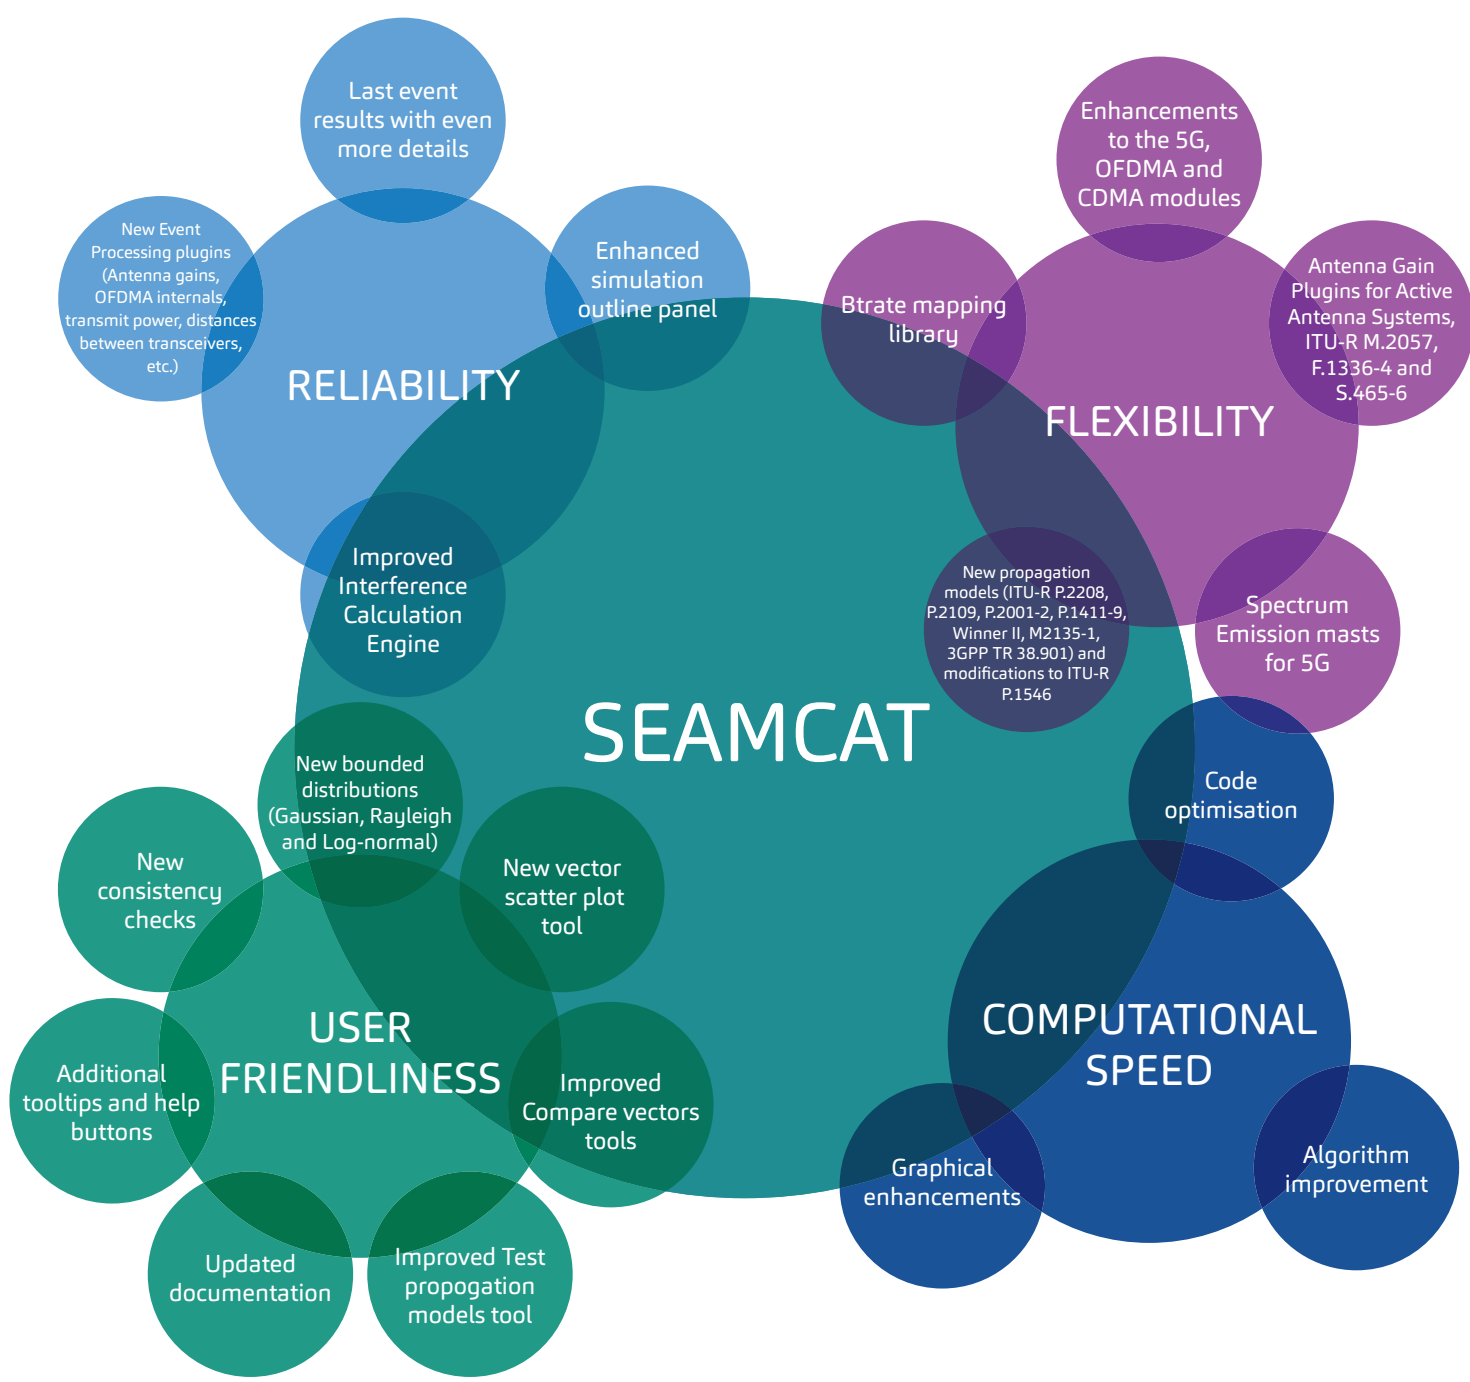 Last event
results with even
more details
New Event
Processing plugins
(Antenna gains,
OFDMA internals,
transmit power, distances
between transceivers,
etc.)
Enhanced
simulation
outline panel
RELIABILITY
Improved
Interference
Calculation
Engine
Enhancements
to the 5G,
OFDMA and
CDMA modules
Btrate mapping
library
Antenna Gain
Plugins for Active
Antenna Systems,
ITU-R M.2057,
F.1336-4 and
S.465-6
FLEXIBILITY
New propagation
models (ITU-R P.2208,
P.2109, P.2001-2, P.1411-9,
Winner II, M2135-1,
3GPP TR 38.901) and
modifications to ITU-R
P.1546
Spectrum
Emission masts
for 5G
SEAMCAT
New bounded
distributions
(Gaussian, Rayleigh
and Log-normal)
New
consistency
checks
New vector
scatter plot
tool
USER
FRIENDLINESS
Additional
tooltips and help
buttons
Improved
Compare vectors
tools
Updated
documentation
Improved Test
propogation
models tool
Code
optimisation
COMPUTATIONAL
SPEED
Graphical
enhancements
Algorithm
improvement